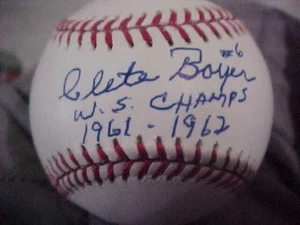 Clete Boyer #6
W.S. CHAMPS
1961 - 1962